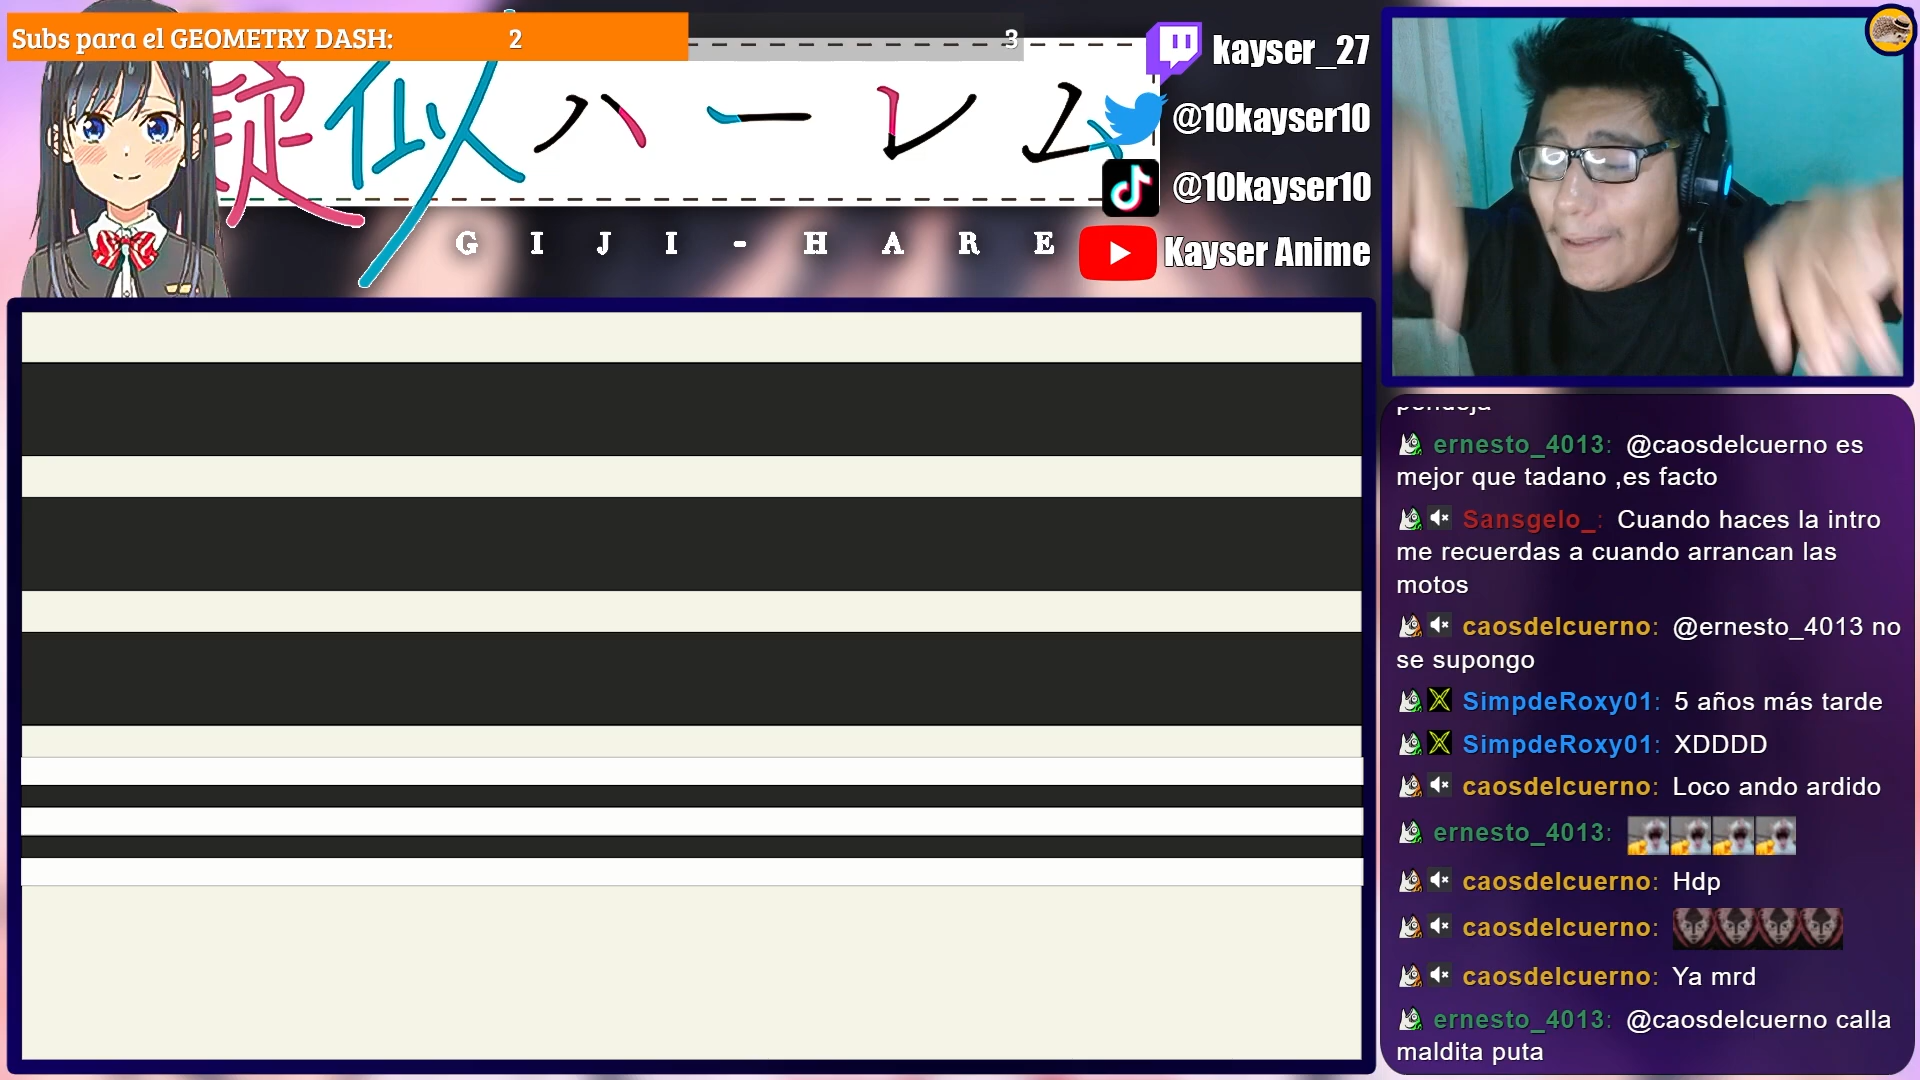 Subs para el GEOMETRY DASH: 2 3
疑似ハーレム
GIJI-HARE
kayser_27
@10kayser10
@10kayser10
Kayser Anime
ernesto_4013: @caosdelcuerno es
mejor que tadano ,es facto
Sansgelo_: Cuando haces la intro
me recuerdas a cuando arrancan las
motos
caosdelcuerno: @ernesto_4013 no
se supongo
SimpdeRoxy01: 5 años más tarde
SimpdeRoxy01: XDDDD
caosdelcuerno: Loco ando ardido
ernesto_4013:
caosdelcuerno: Hdp
caosdelcuerno:
caosdelcuerno: Ya mrd
ernesto_4013: @caosdelcuerno calla
maldita puta